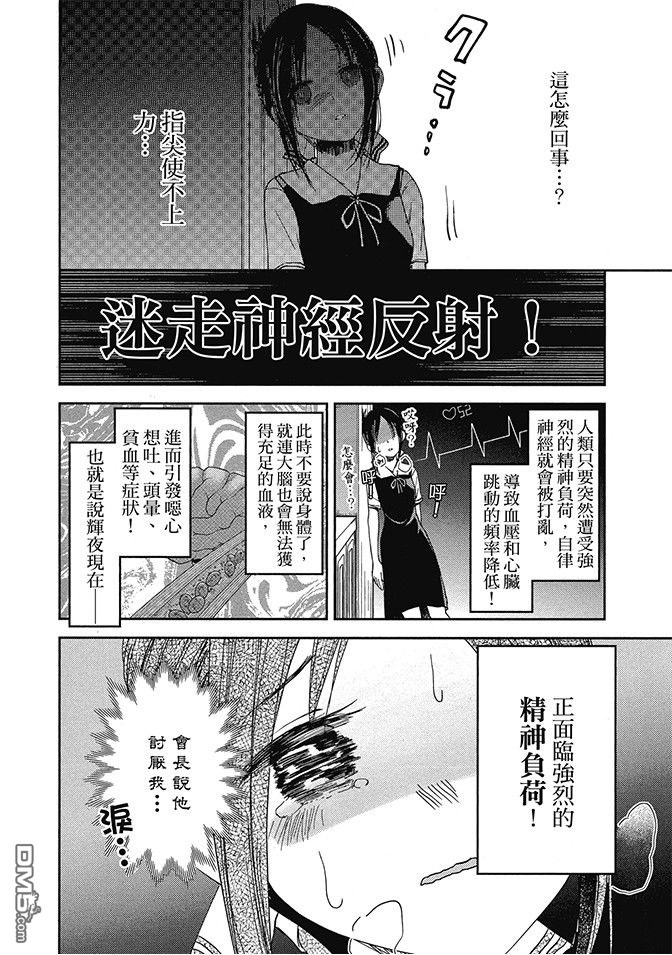 這怎麼回事…?
クラ…
指尖使不上
力…
迷走神經反射！
人類只要突然遭受強
烈的精神負荷，自律
神經就會被打亂，
導致血壓和心臟
跳動的頻率降低！
♡52
哎呀？
呼
呼！
怎麼會…?
此時不要說身體了，
就連大腦也會無法獲
得充足的血液，
進而引發噁心
想吐、頭暈、
貧血等症狀！
也就是說輝夜現在——
正面臨強烈的
精神負荷！
會長說他
討厭我…
淚…
DM5
.com